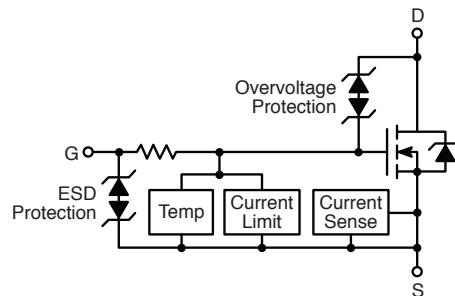 D
Overvoltage
Protection
G
ESD
Protection
Temp
Current
Limit
Current
Sense
S